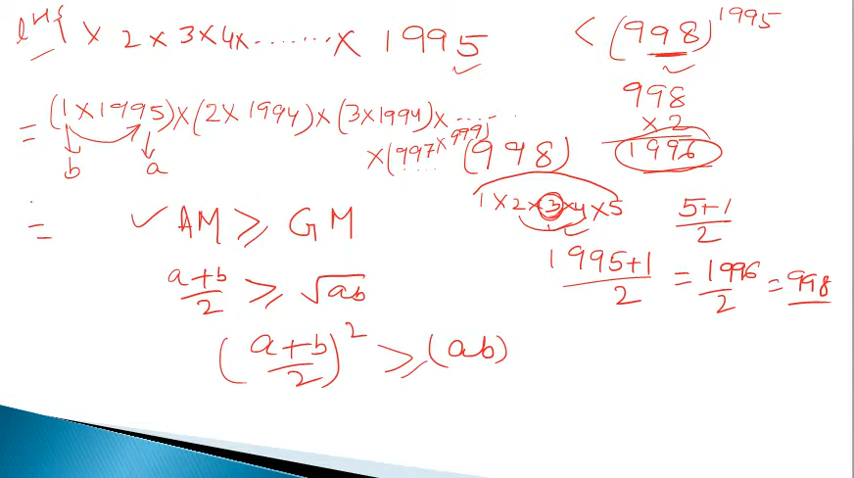 × 2 × 3 × 4 × ........ × 1995 < (998)^1995
= (1 × 1995) × (2 × 1994) × (3 × 1994) × .....
× (997 × 999) (998)
b a
998
× 2
1996
1 × 2 × 3 × 4 × 5
5+1/2
= ✓ AM ≥ GM
1995+1/2 = 1996/2 = 998
a+b/2 ≥ √ab
(a+b/2)^2 ≥ (ab)